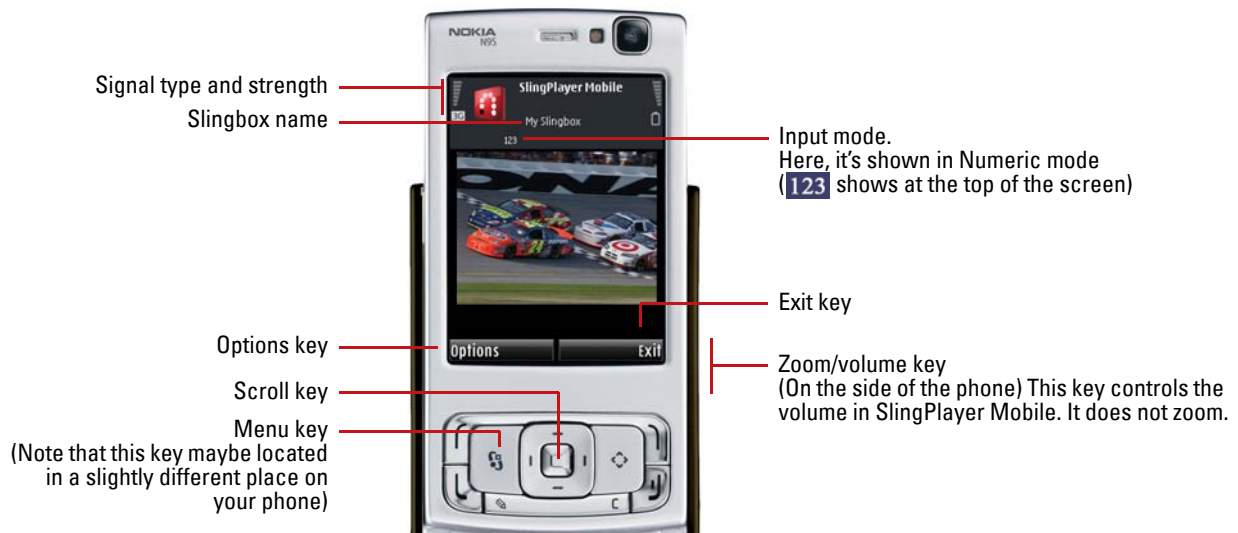 NOKIA
N95
SlingPlayer Mobile
3G
My Slingbox
123
Signal type and strength
Slingbox name
Input mode.
Here, it's shown in Numeric mode
(123 shows at the top of the screen)
24
Exit key
Options key
Options
Exit
Zoom/volume key
(On the side of the phone) This key controls the
volume in SlingPlayer Mobile. It does not zoom.
Scroll key
Menu key
(Note that this key maybe located
in a slightly different place on
your phone)
C